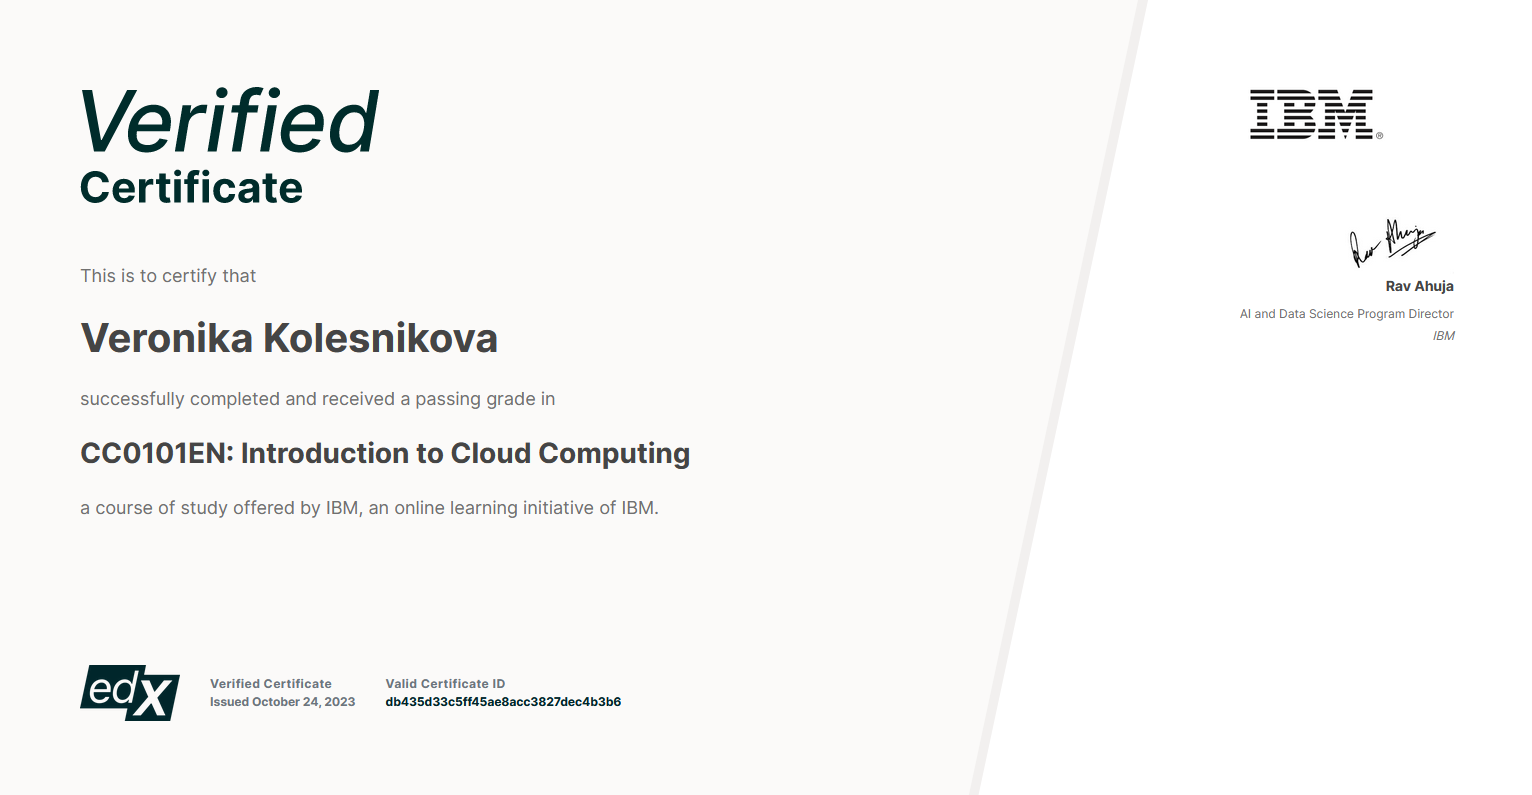 Verified
Certificate
This is to certify that
Veronika Kolesnikova
successfully completed and received a passing grade in
CC0101EN: Introduction to Cloud Computing
a course of study offered by IBM, an online learning initiative of IBM.
edX
Verified Certificate
Issued October 24, 2023
Valid Certificate ID
db435d33c5ff45ae8acc3827dec4b3b6
IBM®
Rav Ahuja
Rav Ahuja
AI and Data Science Program Director
IBM